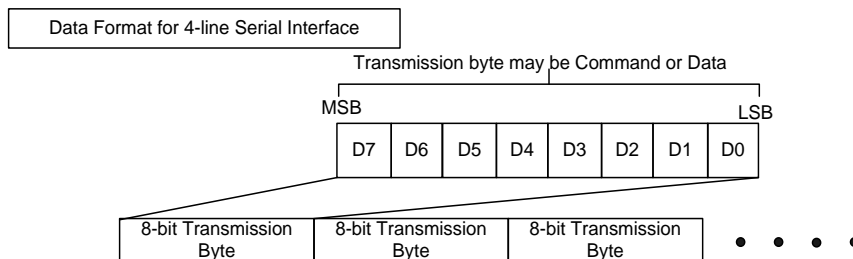 Data Format for 4-line Serial Interface
Transmission byte may be Command or Data
MSB LSB
D7 D6 D5 D4 D3 D2 D1 D0
8-bit Transmission 8-bit Transmission 8-bit Transmission
Byte Byte Byte